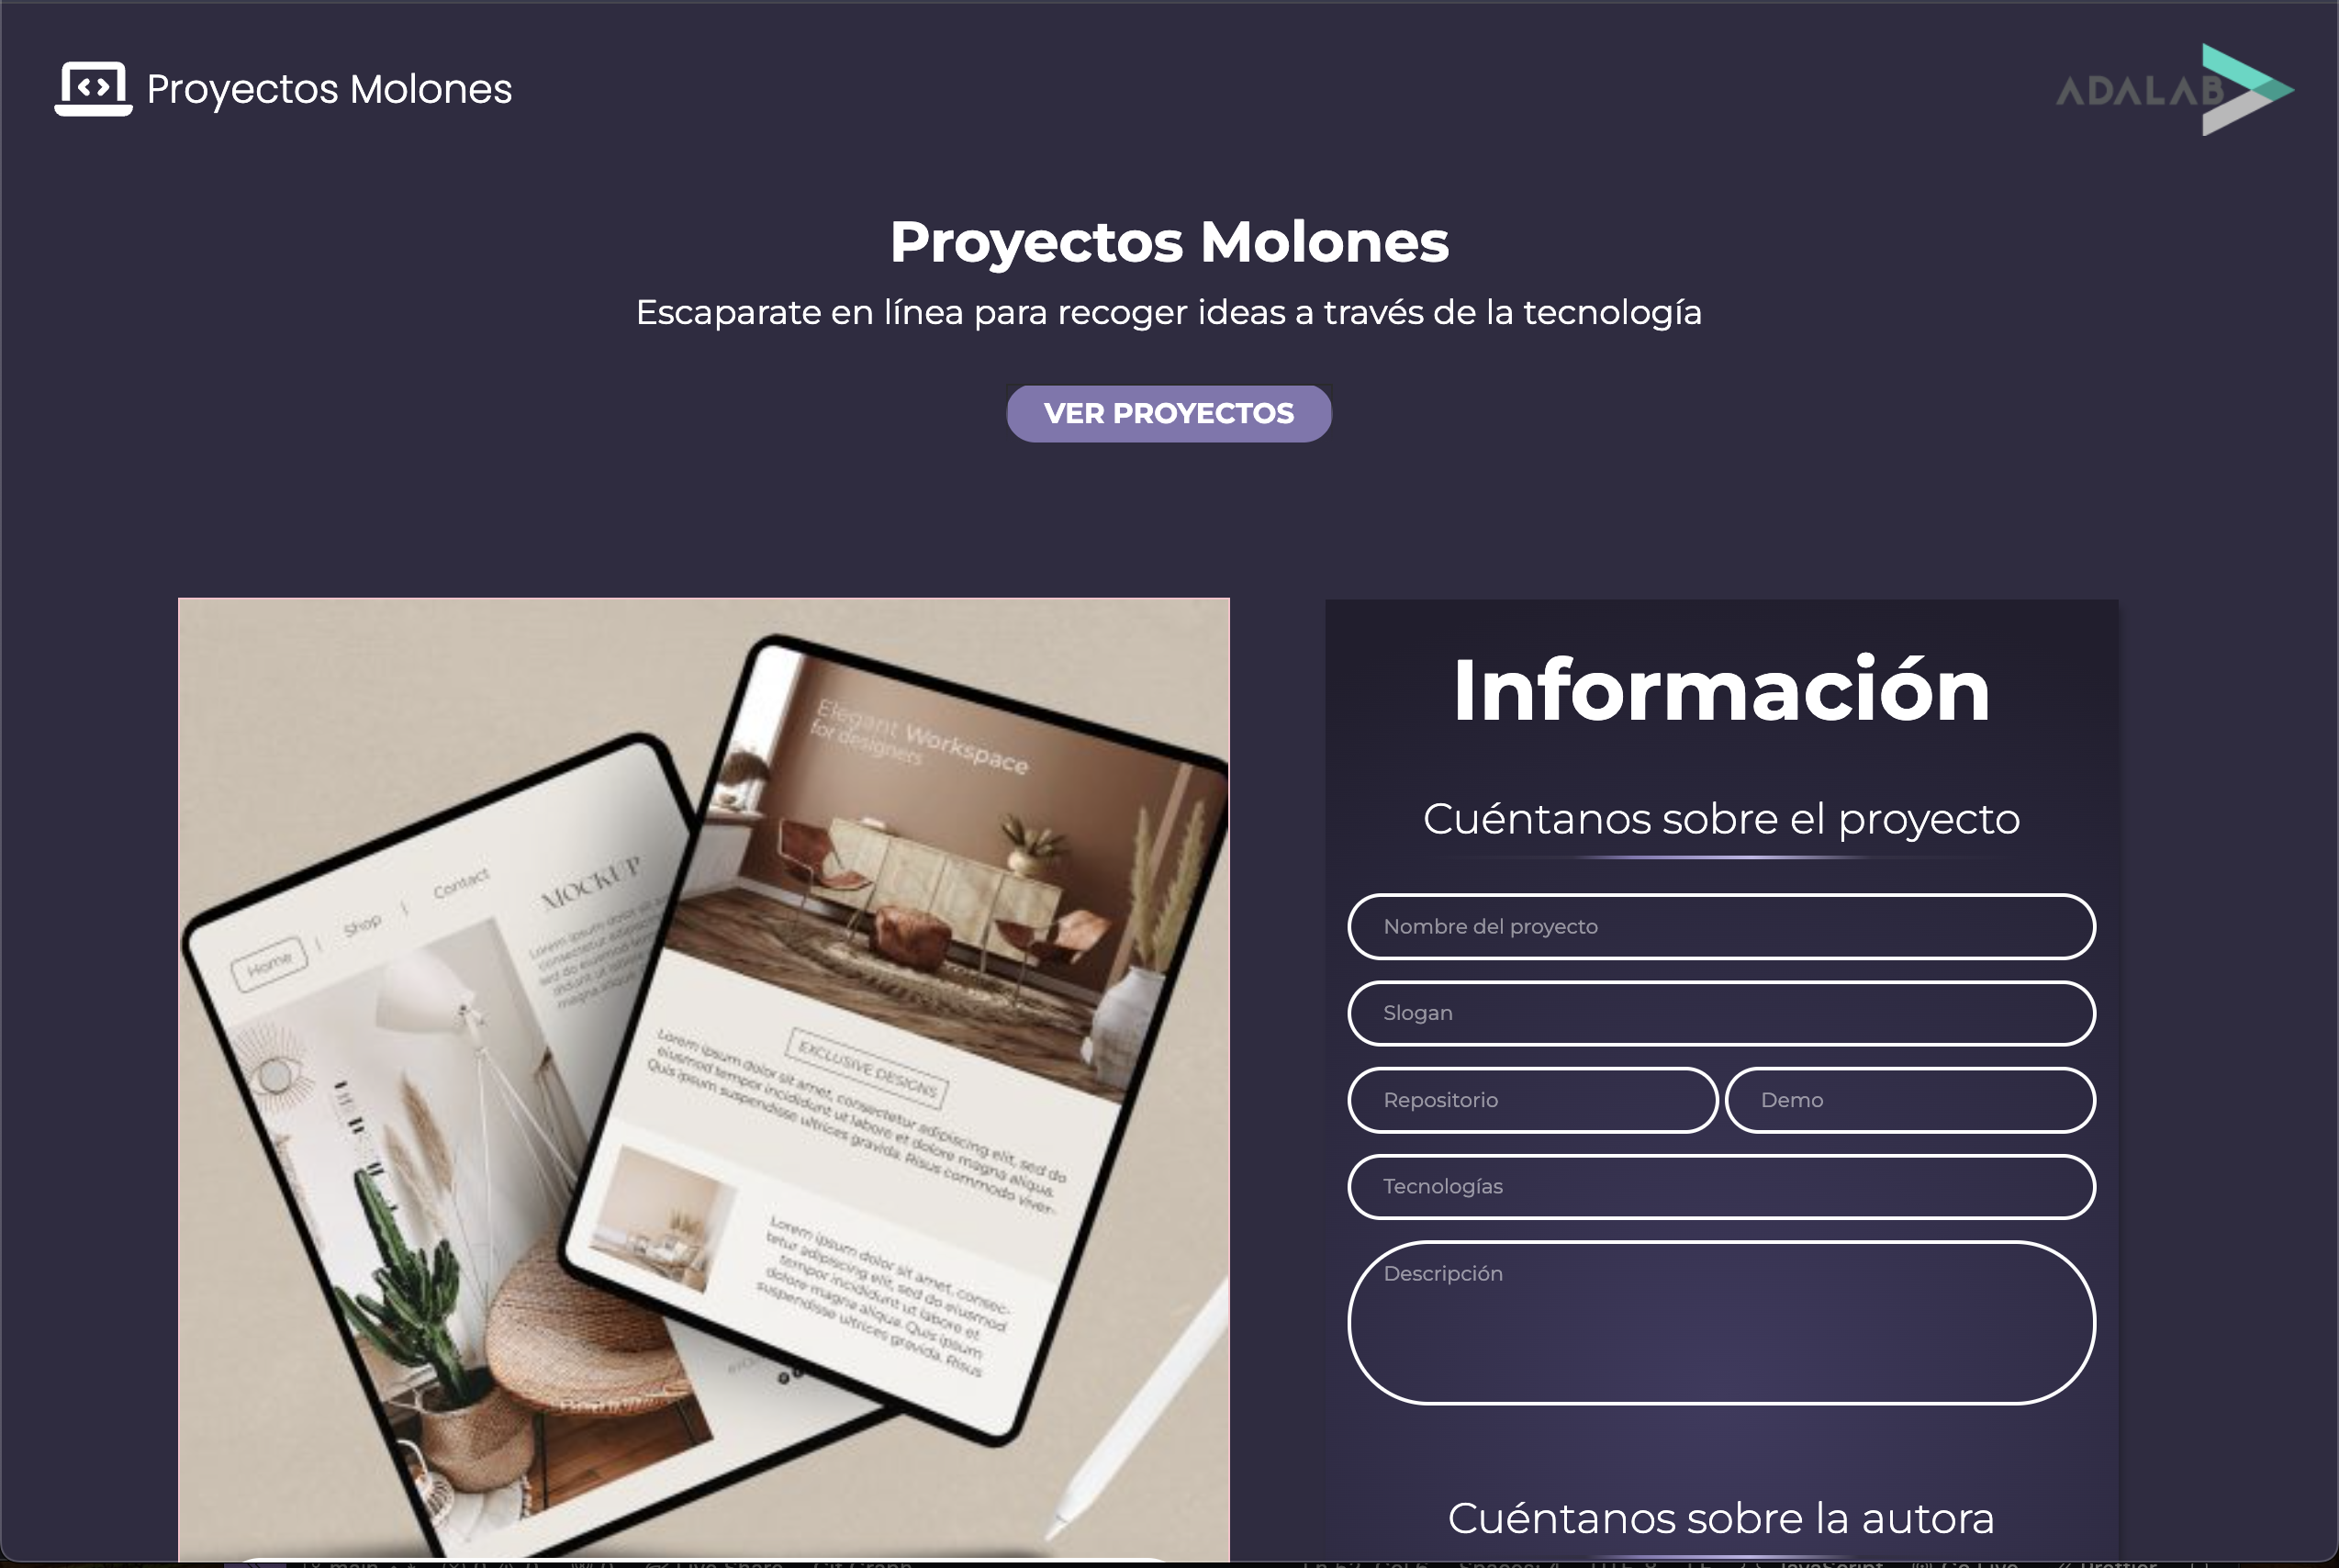 Proyectos Molones
ADALAB
Proyectos Molones
Escaparate en línea para recoger ideas a través de la tecnología
VER PROYECTOS
Elegant Workspace
for designers
Home | Shop | Contact
MOCKUP
Lorem ipsum dolor sit
consectetur adipiscing
sed do eiusmod
magna aliqua
EXCLUSIVE DESIGNS
Lorem ipsum dolor sit amet, consectetur adipiscing elit, sed do
eiusmod tempor incididunt ut labore et dolore magna aliqua.
Quis ipsum suspendisse ultrices gravida. Risus commodo viver-
Lorem ipsum dolor sit amet, consec-
tetur adipiscing elit, sed do eiusmod
tempor incididunt ut labore et
dolore magna aliqua. Quis ipsum
suspendisse ultrices gravida. Risus
Información
Cuéntanos sobre el proyecto
Nombre del proyecto
Slogan
Repositorio
Demo
Tecnologías
Descripción
Cuéntanos sobre la autora